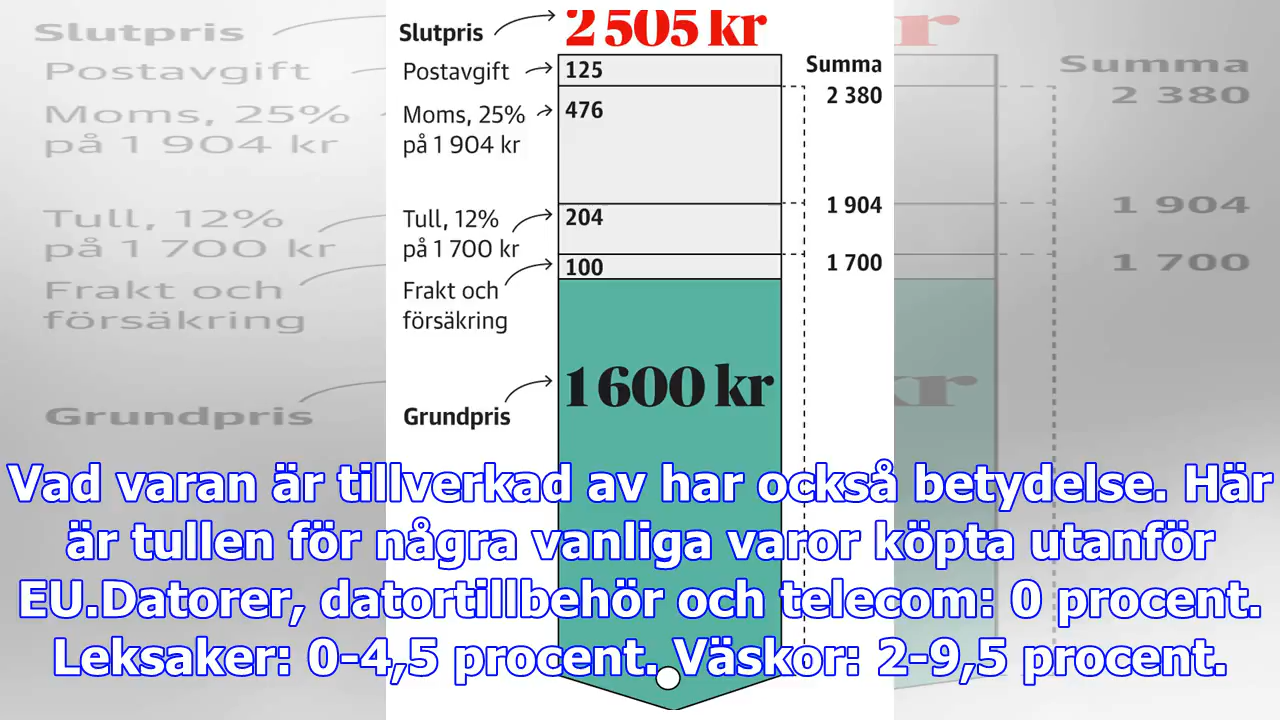 Slutpris
2 505 kr
Postavgift
125
Summa
2 380
Moms, 25%
på 1 904 kr
476
1 904
Tull, 12%
på 1 700 kr
204
1 700
Frakt och
försäkring
100
Grundpris
1 600 kr
Vad varan är tillverkad av har också betydelse. Här
är tullen för några vanliga varor köpta utanför
EU.Datorer, datortillbehör och telecom: 0 procent.
Leksaker: 0-4,5 procent. Väskor: 2-9,5 procent.